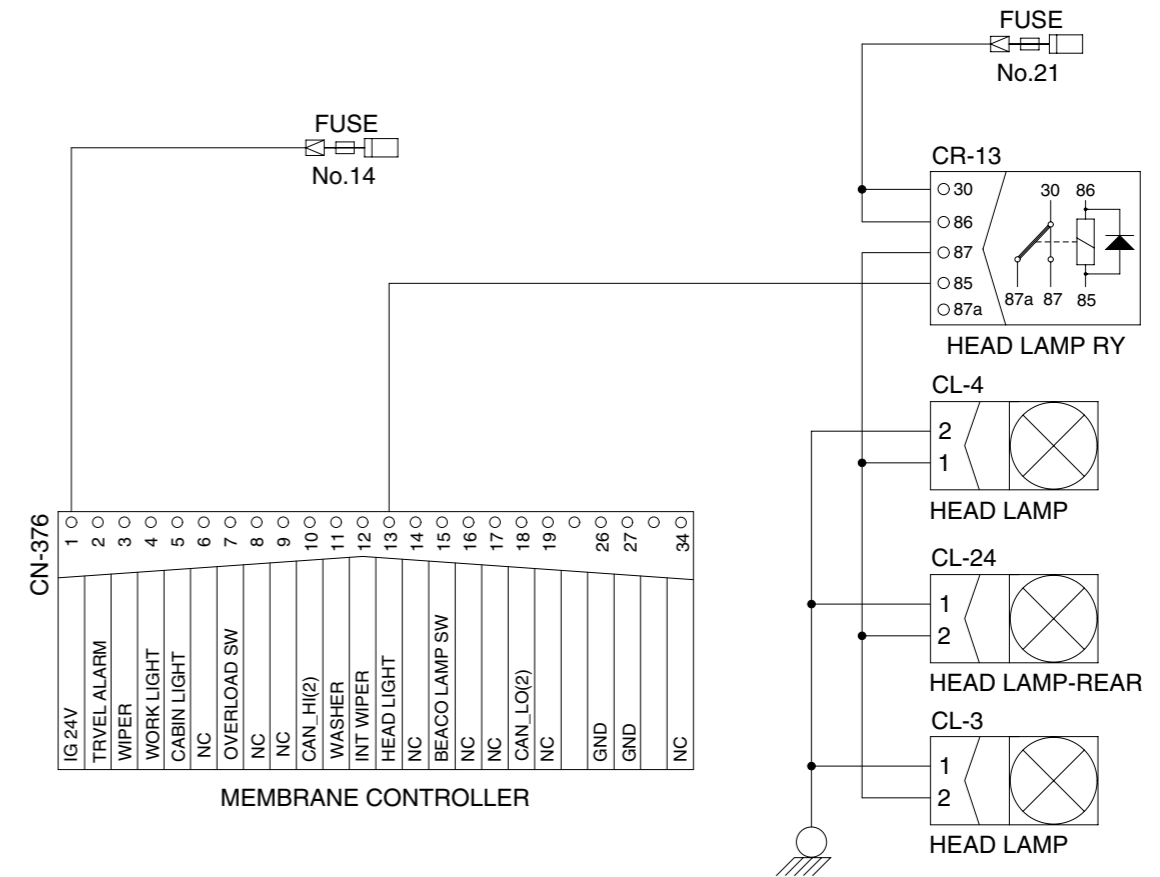 FUSE
No.21
FUSE
No.14
CR-13
30
86
87
85
87a
30 86
87a 87 85
HEAD LAMP RY
CL-4
2
1
HEAD LAMP
CL-24
1
2
HEAD LAMP-REAR
CL-3
1
2
HEAD LAMP
CN-376
1 2 3 4 5 6 7 8 9 10 11 12 13 14 15 16 17 18 19 26 27 34
IG 24V
TRVEL ALARM
WIPER
WORK LIGHT
CABIN LIGHT
NC
OVERLOAD SW
NC
NC
CAN_HI(2)
WASHER
INT WIPER
HEAD LIGHT
NC
BEACO LAMP SW
NC
NC
CAN_LO(2)
NC
GND
GND
NC
MEMBRANE CONTROLLER